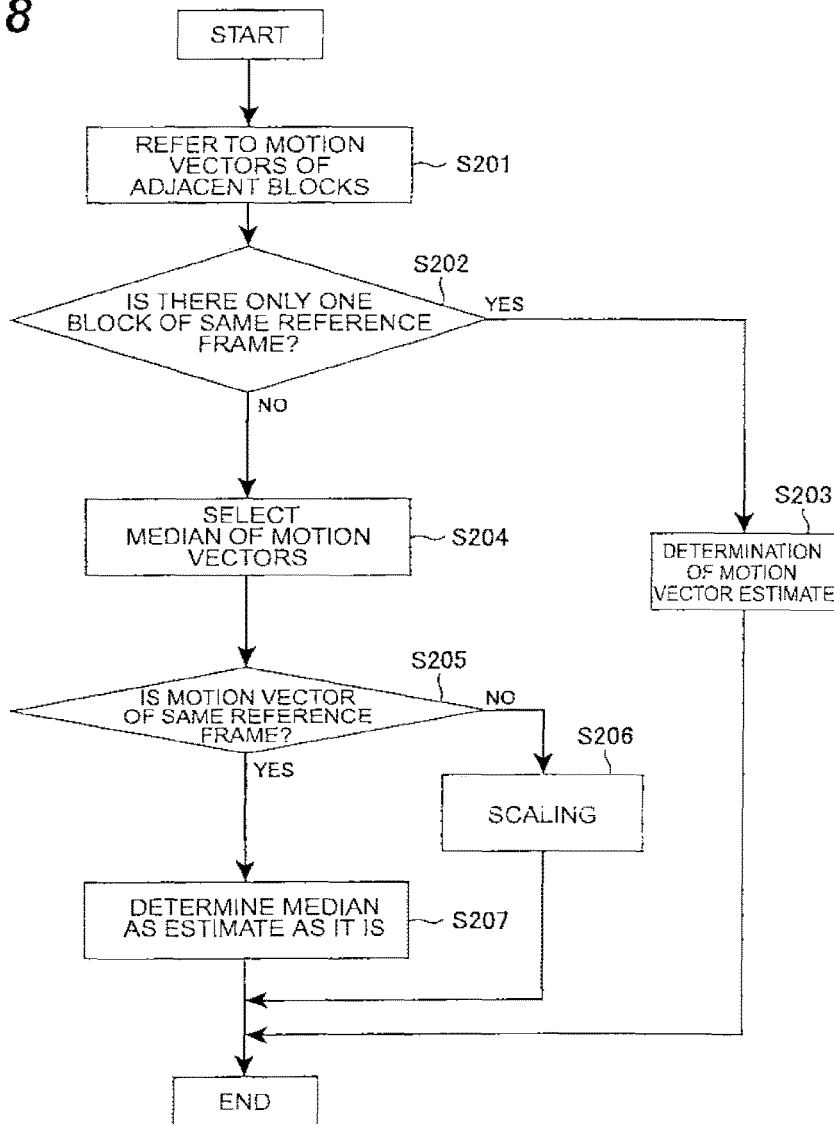 8
START
REFER TO MOTION
VECTORS OF
ADJACENT BLOCKS
S201
S202
IS THERE ONLY ONE
BLOCK OF SAME REFERENCE
FRAME?
YES
NO
S203
DETERMINATION
OF MOTION
VECTOR ESTIMATE
SELECT
MEDIAN OF MOTION
VECTORS
S204
S205
IS MOTION VECTOR
OF SAME REFERENCE
FRAME?
NO
YES
S206
SCALING
DETERMINE MEDIAN
AS ESTIMATE AS IT IS
S207
END